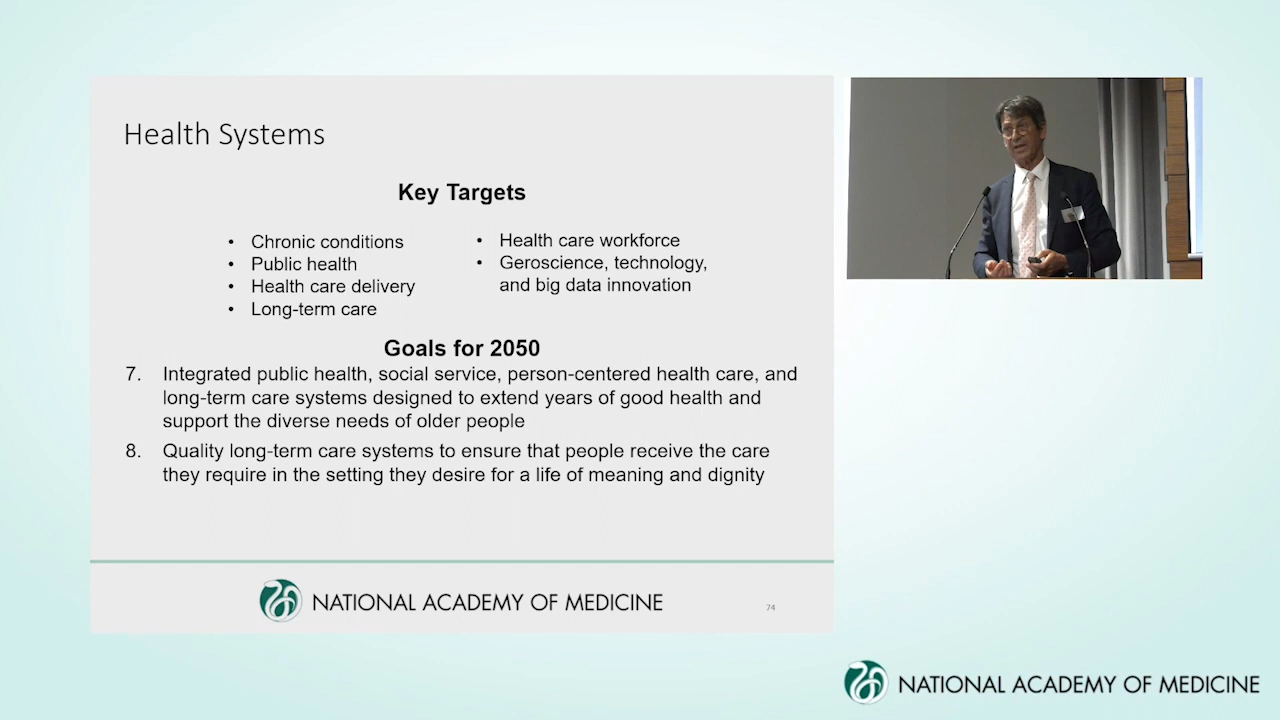 Health Systems
Key Targets
• Chronic conditions
• Public health
• Health care delivery
• Long-term care
• Health care workforce
• Geroscience, technology,
and big data innovation
Goals for 2050
7. Integrated public health, social service, person-centered health care, and
long-term care systems designed to extend years of good health and
support the diverse needs of older people
8. Quality long-term care systems to ensure that people receive the care
they require in the setting they desire for a life of meaning and dignity
NATIONAL ACADEMY OF MEDICINE
74
NATIONAL ACADEMY OF MEDICINE